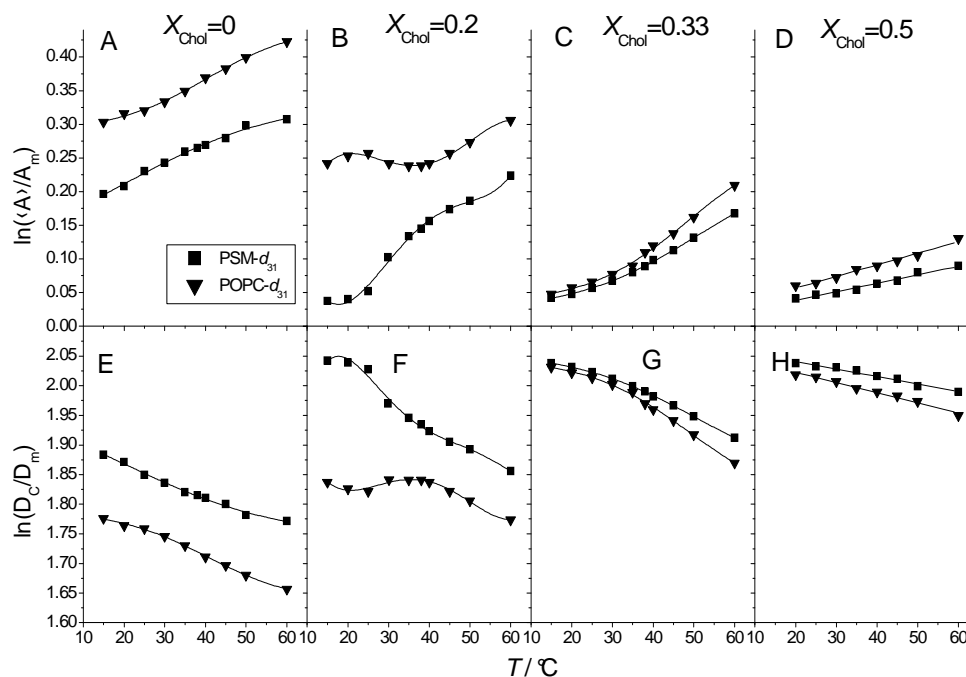 A X_Chol=0
B X_Chol=0.2
C X_Chol=0.33
D X_Chol=0.5
ln(‹A›/A_m)
0.40
0.35
0.30
0.25
0.20
0.15
0.10
0.05
0.00
PSM-d_31
POPC-d_31
E
F
G
H
ln(D_C/D_m)
2.05
2.00
1.95
1.90
1.85
1.80
1.75
1.70
1.65
1.60
10 20 30 40 50 60 10 20 30 40 50 60 10 20 30 40 50 60 10 20 30 40 50 60
T / °C